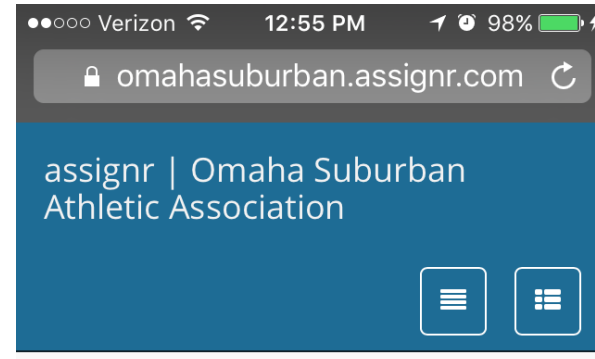 Verizon 12:55 PM 98%
omahasuburban.assignr.com
assignr | Omaha Suburban
Athletic Association